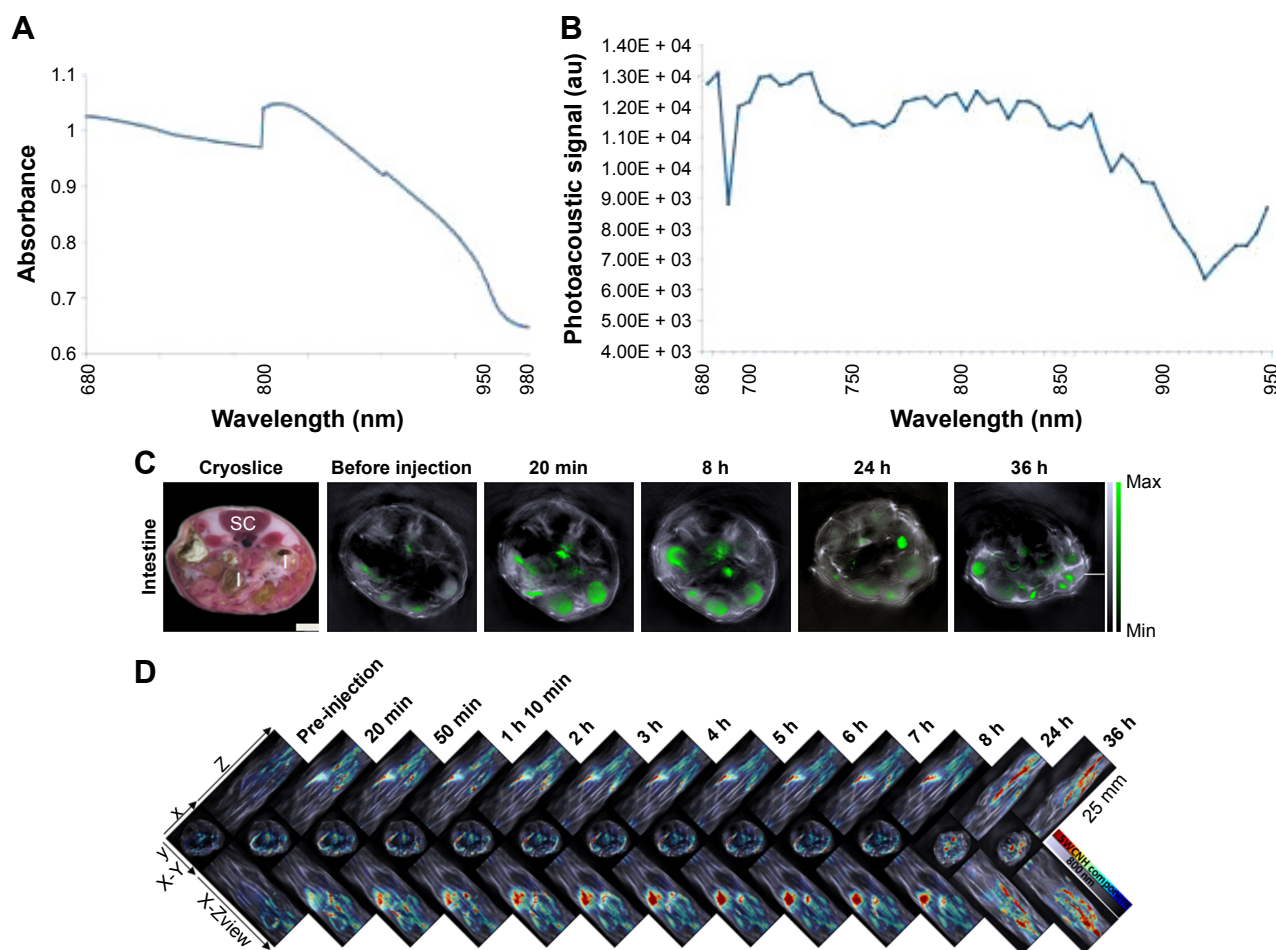 A
1.1
1
0.9
0.8
0.7
0.6
Absorbance
680
800
950
980
Wavelength (nm)
B
1.40E + 04
1.30E + 04
1.20E + 04
1.10E + 04
1.00E + 04
9.00E + 03
8.00E + 03
7.00E + 03
6.00E + 03
5.00E + 03
4.00E + 03
Photoacoustic signal (au)
680
700
750
800
850
900
950
Wavelength (nm)
C
Cryoslice
Before injection
20 min
8 h
24 h
36 h
Intestine
SC
I
I
Max
Min
D
Pre-injection
20 min
50 min
1 h 10 min
2 h
3 h
4 h
5 h
6 h
7 h
8 h
24 h
36 h
Z
x
y
X-Y
X-Zview
25 mm
800 nm